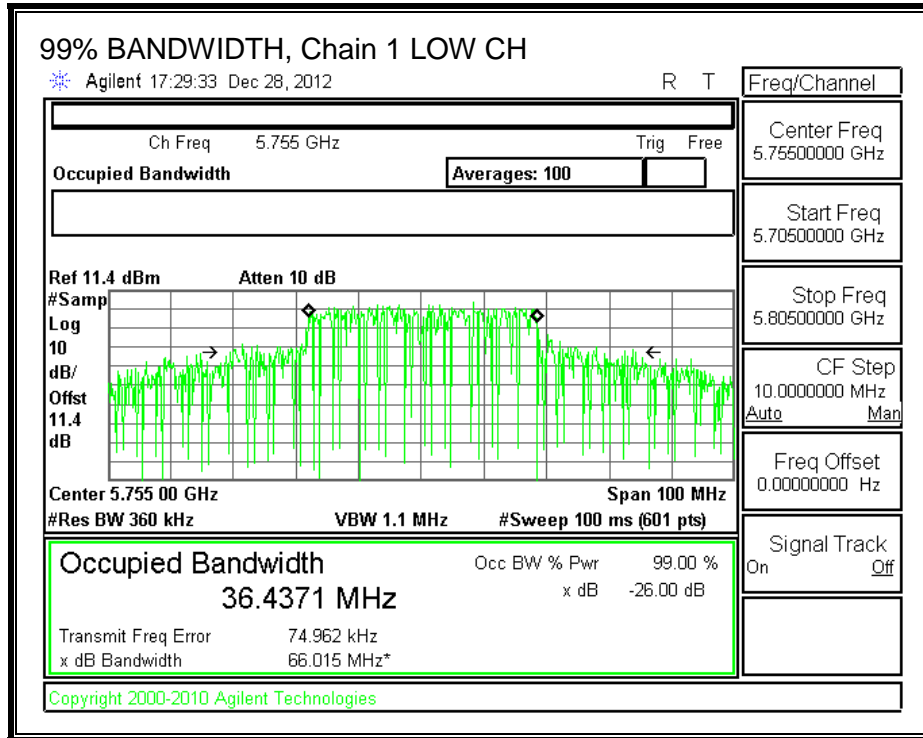 99% BANDWIDTH, Chain 1 LOW CH
Agilent 17:29:33 Dec 28, 2012 R T
Freq/Channel
Ch Freq 5.755 GHz Trig Free
Occupied Bandwidth Averages: 100
Ref 11.4 dBm Atten 10 dB
#Samp
Log
10
dB/
Offst
11.4
dB
Center 5.755 00 GHz Span 100 MHz
#Res BW 360 kHz VBW 1.1 MHz #Sweep 100 ms (601 pts)
Occupied Bandwidth Occ BW % Pwr 99.00 %
36.4371 MHz x dB -26.00 dB
Transmit Freq Error 74.962 kHz
x dB Bandwidth 66.015 MHz*
Copyright 2000-2010 Agilent Technologies
Center Freq
5.75500000 GHz
Start Freq
5.70500000 GHz
Stop Freq
5.80500000 GHz
CF Step
10.0000000 MHz
Auto Man
Freq Offset
0.00000000 Hz
Signal Track
On Off